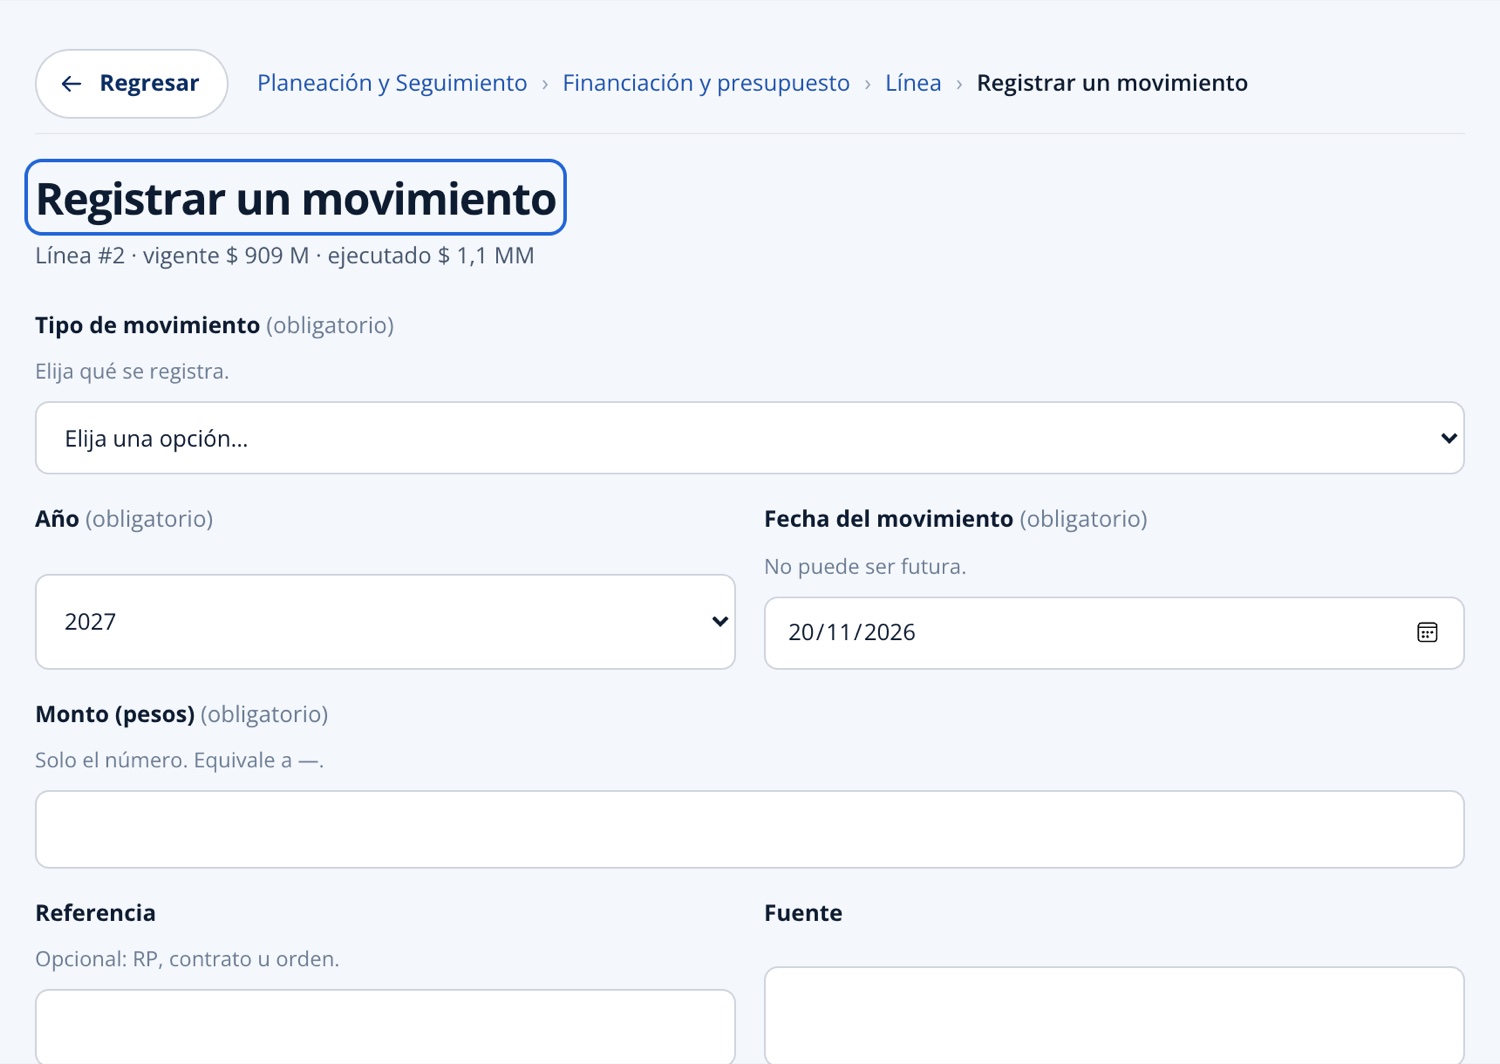 ← Regresar Planeación y Seguimiento › Financiación y presupuesto › Línea › Registrar un movimiento
Registrar un movimiento
Línea #2 · vigente $ 909 M · ejecutado $ 1,1 MM
Tipo de movimiento (obligatorio)
Elija qué se registra.
Elija una opción...
Año (obligatorio)
2027
Fecha del movimiento (obligatorio)
No puede ser futura.
20/11/2026
Monto (pesos) (obligatorio)
Solo el número. Equivale a —.
Referencia
Opcional: RP, contrato u orden.
Fuente